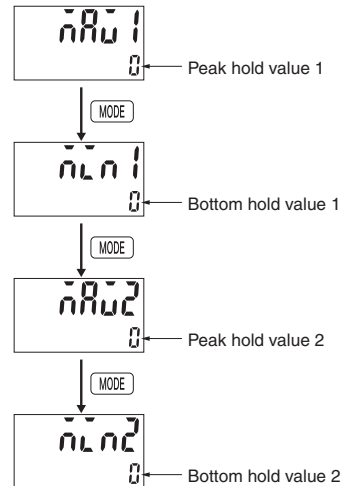 MAX1
0
Peak hold value 1
MODE
MIN1
0
Bottom hold value 1
MODE
MAX2
0
Peak hold value 2
MODE
MIN2
0
Bottom hold value 2